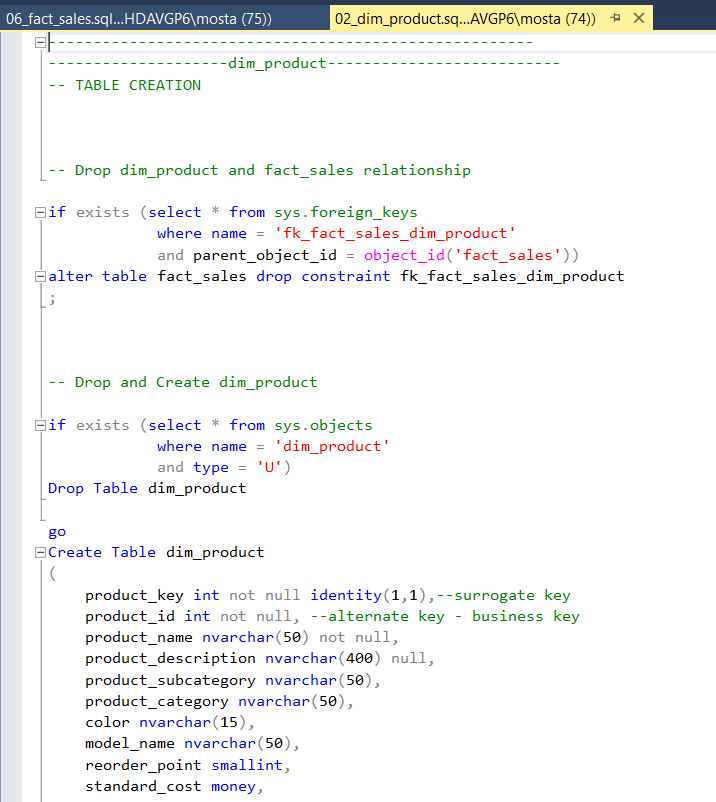 06_fact_sales.sql...HDAVGP6\mosta (75))
02_dim_product.sq...AVGP6\mosta (74))
------------------------------------------------------
--------------------dim_product--------------------------
-- TABLE CREATION
-- Drop dim_product and fact_sales relationship
if exists (select * from sys.foreign_keys
where name = 'fk_fact_sales_dim_product'
and parent_object_id = object_id('fact_sales'))
alter table fact_sales drop constraint fk_fact_sales_dim_product
;
-- Drop and Create dim_product
if exists (select * from sys.objects
where name = 'dim_product'
and type = 'U')
Drop Table dim_product
go
Create Table dim_product
(
product_key int not null identity(1,1),--surrogate key
product_id int not null, --alternate key - business key
product_name nvarchar(50) not null,
product_description nvarchar(400) null,
product_subcategory nvarchar(50),
product_category nvarchar(50),
color nvarchar(15),
model_name nvarchar(50),
reorder_point smallint,
standard_cost money,